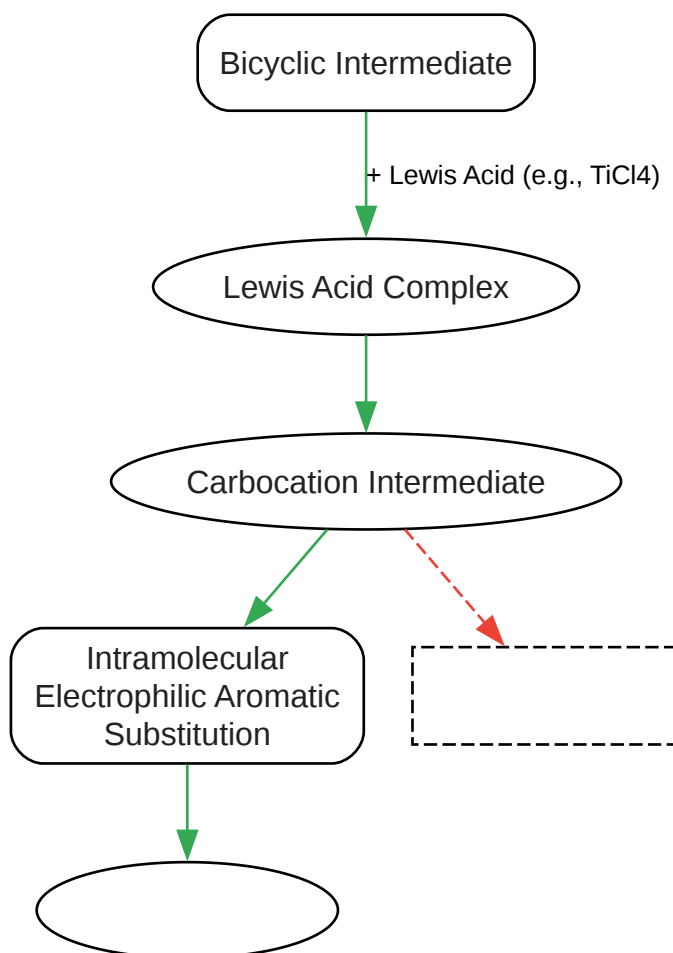 Bicyclic Intermediate
+ Lewis Acid (e.g., TiCl4)
Lewis Acid Complex
Carbocation Intermediate
Intramolecular
Electrophilic Aromatic
Substitution